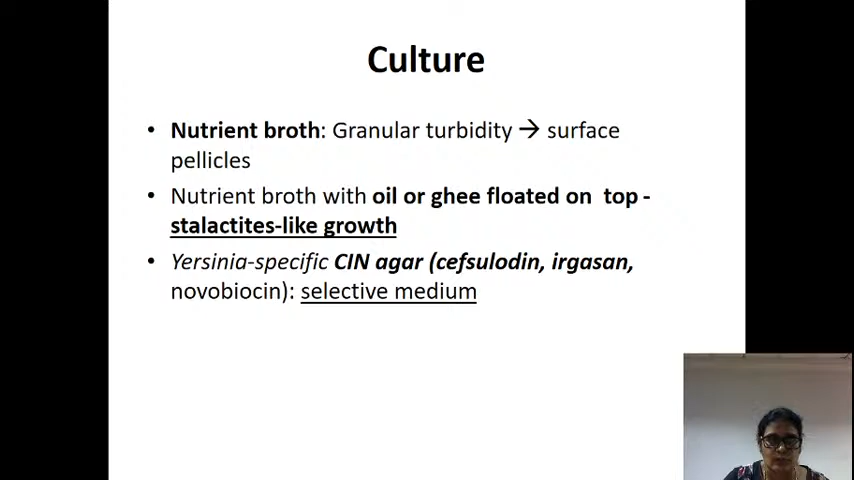 Culture
• Nutrient broth: Granular turbidity → surface
pellicles
• Nutrient broth with oil or ghee floated on top -
stalactites-like growth
• Yersinia-specific CIN agar (cefsulodin, irgasan,
novobiocin): selective medium